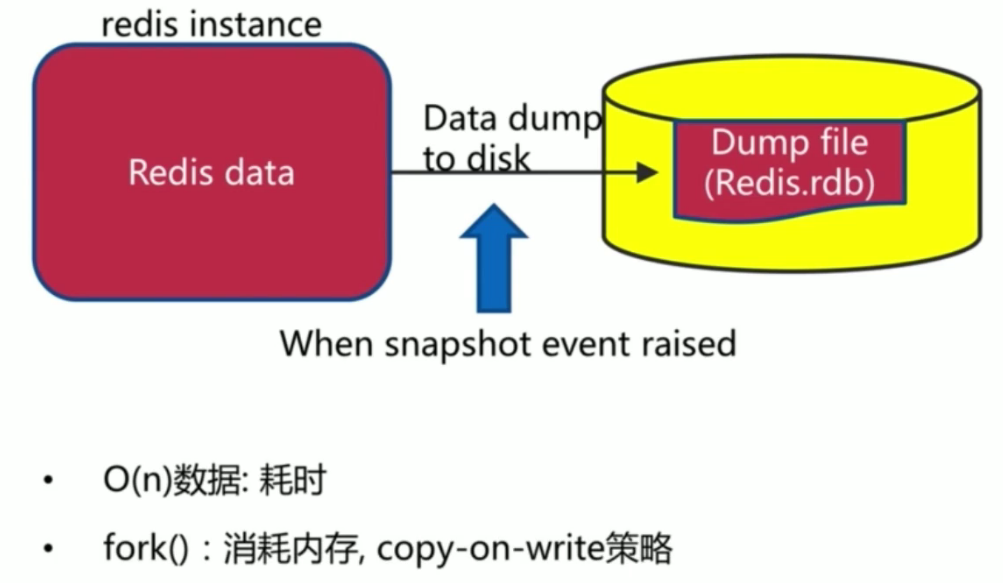 redis instance
Redis data
Data dump
to disk
Dump file
(Redis.rdb)
When snapshot event raised
• O(n)数据: 耗时
• fork() : 消耗内存, copy-on-write策略